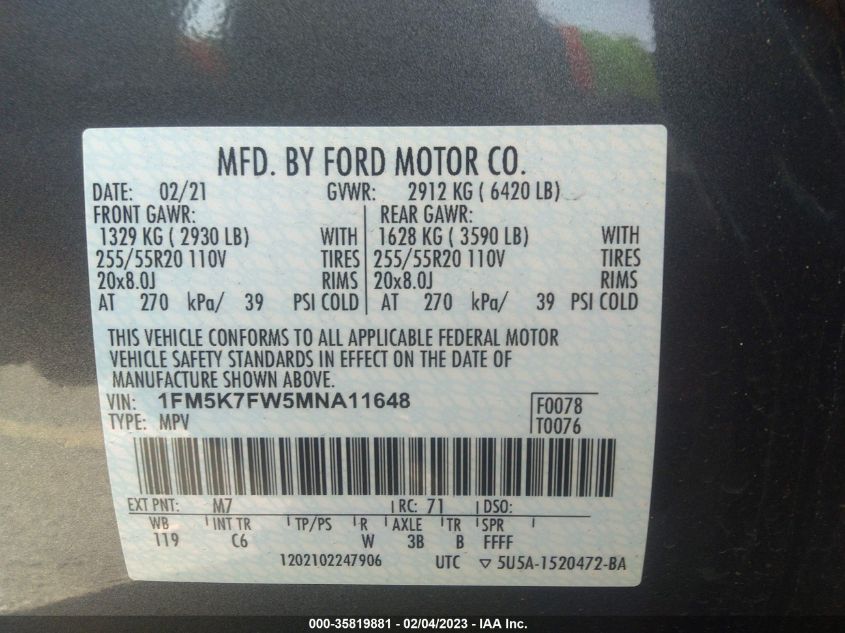 MFD. BY FORD MOTOR CO.
DATE: 02/21 GVWR: 2912 KG ( 6420 LB)
FRONT GAWR: REAR GAWR:
1329 KG ( 2930 LB) WITH 1628 KG ( 3590 LB) WITH
255/55R20 110V TIRES 255/55R20 110V TIRES
20x8.0J RIMS 20x8.0J RIMS
AT 270 kPa/ 39 PSI COLD AT 270 kPa/ 39 PSI COLD
THIS VEHICLE CONFORMS TO ALL APPLICABLE FEDERAL MOTOR
VEHICLE SAFETY STANDARDS IN EFFECT ON THE DATE OF
MANUFACTURE SHOWN ABOVE.
VIN: 1FM5K7FW5MNA11648 F0078
TYPE: MPV T0076
EXT PNT: M7 RC: 71 DSO:
WB INT TR TP/PS R AXLE TR SPR
119 C6 W 3B B FFFF
1202102247906 UTC ▽ 5U5A-1520472-BA
000-35819881 - 02/04/2023 - IAA Inc.